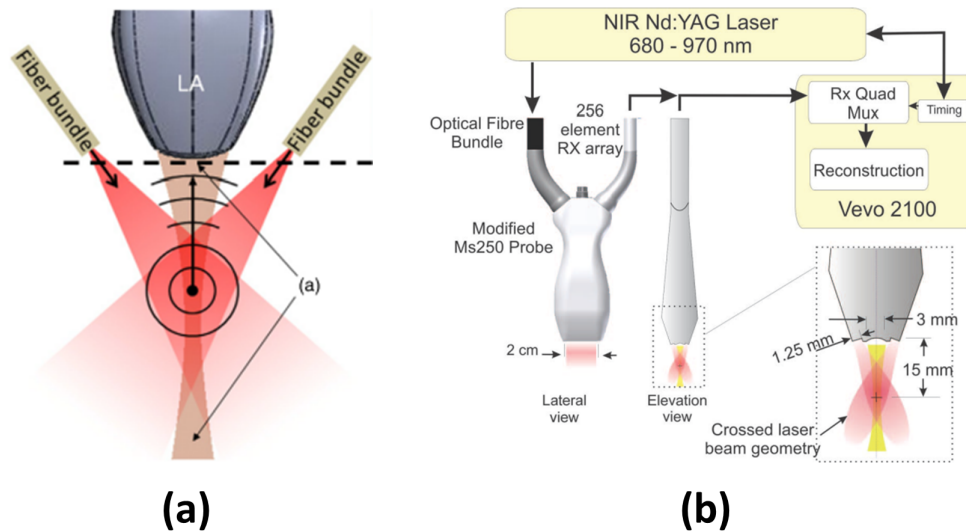 LA
Fiber bundle
Fiber bundle
(a)
(a)
NIR Nd:YAG Laser
680 - 970 nm
Optical Fibre
Bundle
256
element
RX array
Rx Quad
Mux
Timing
Reconstruction
Vevo 2100
Modified
Ms250 Probe
2 cm
Lateral
view
Elevation
view
3 mm
1.25 mm
15 mm
Crossed laser
beam geometry
(b)